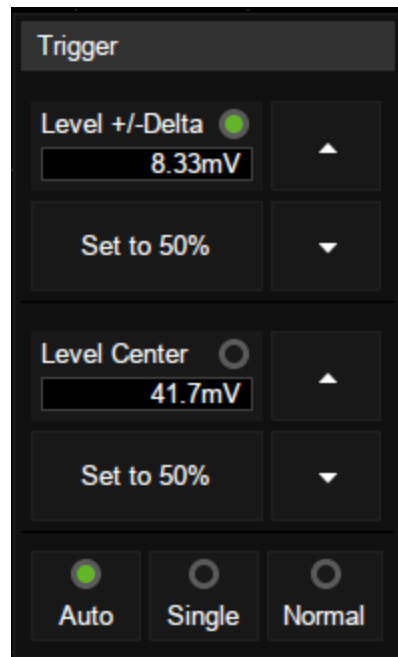 Trigger
Level +/-Delta
8.33mV
Set to 50%
Level Center
41.7mV
Set to 50%
Auto Single Normal